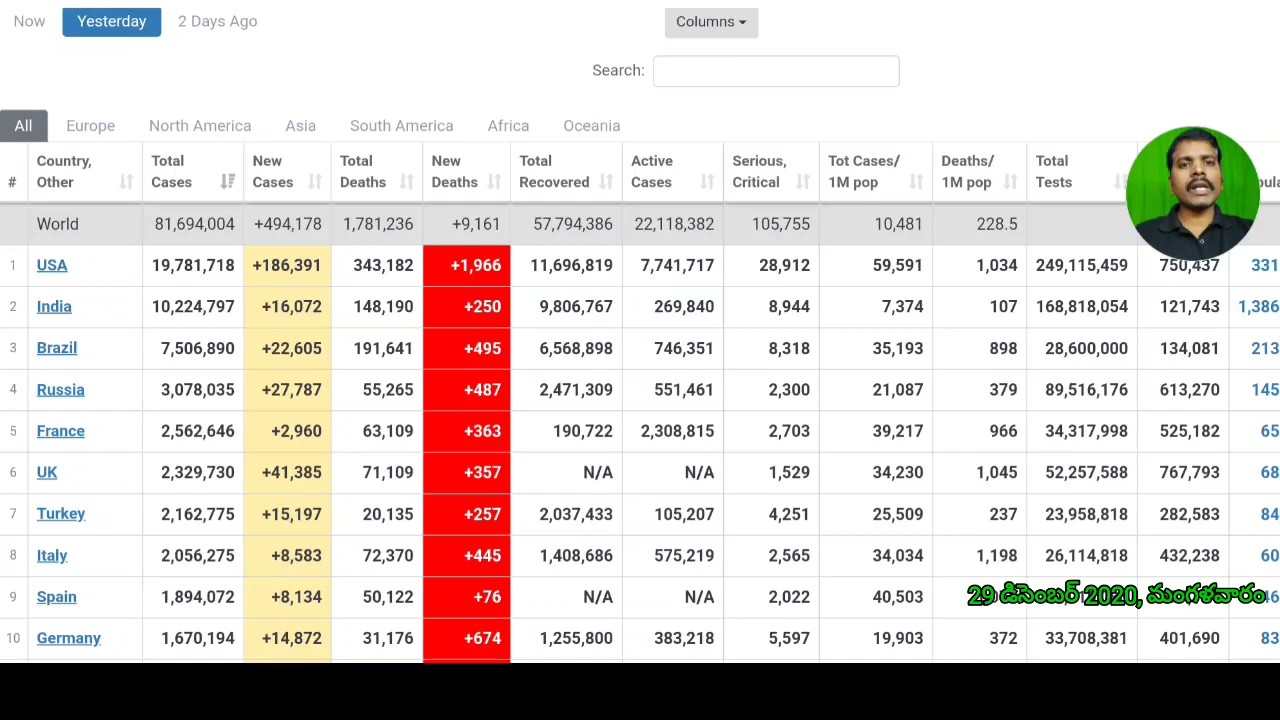 Now Yesterday 2 Days Ago Columns
Search:
All Europe North America Asia South America Africa Oceania
# Country, Other Total Cases New Cases Total Deaths New Deaths Total Recovered Active Cases Serious, Critical Tot Cases/ 1M pop Deaths/ 1M pop Total Tests
World 81,694,004 +494,178 1,781,236 +9,161 57,794,386 22,118,382 105,755 10,481 228.5
1 USA 19,781,718 +186,391 343,182 +1,966 11,696,819 7,741,717 28,912 59,591 1,034 249,115,459 750,437 331
2 India 10,224,797 +16,072 148,190 +250 9,806,767 269,840 8,944 7,374 107 168,818,054 121,743 1,386
3 Brazil 7,506,890 +22,605 191,641 +495 6,568,898 746,351 8,318 35,193 898 28,600,000 134,081 213
4 Russia 3,078,035 +27,787 55,265 +487 2,471,309 551,461 2,300 21,087 379 89,516,176 613,270 145
5 France 2,562,646 +2,960 63,109 +363 190,722 2,308,815 2,703 39,217 966 34,317,998 525,182 65
6 UK 2,329,730 +41,385 71,109 +357 N/A N/A 1,529 34,230 1,045 52,257,588 767,793 68
7 Turkey 2,162,775 +15,197 20,135 +257 2,037,433 105,207 4,251 25,509 237 23,958,818 282,583 84
8 Italy 2,056,275 +8,583 72,370 +445 1,408,686 575,219 2,565 34,034 1,198 26,114,818 432,238 60
9 Spain 1,894,072 +8,134 50,122 +76 N/A N/A 2,022 40,503
29 డిసెంబర్ 2020, మంగళవారం
10 Germany 1,670,194 +14,872 31,176 +674 1,255,800 383,218 5,597 19,903 372 33,708,381 401,690 83